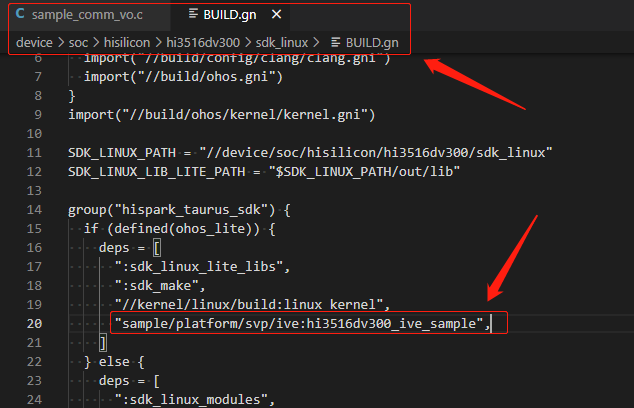 C sample_comm_vo.c BUILD.gn ×
device > soc > hisilicon > hi3516dv300 > sdk_linux > BUILD.gn
6 import("//build/config/clang/clang.gni")
7 import("//build/ohos.gni")
8 }
9 import("//build/ohos/kernel/kernel.gni")
10
11 SDK_LINUX_PATH = "//device/soc/hisilicon/hi3516dv300/sdk_linux"
12 SDK_LINUX_LIB_LITE_PATH = "$SDK_LINUX_PATH/out/lib"
13
14 group("hispark_taurus_sdk") {
15 if (defined(ohos_lite)) {
16 deps = [
17 ":sdk_linux_lite_libs",
18 ":sdk_make",
19 "//kernel/linux/build:linux_kernel",
20 "sample/platform/svp/ive:hi3516dv300_ive_sample",
21 ]
22 } else {
23 deps = [
24 ":sdk_linux_modules",